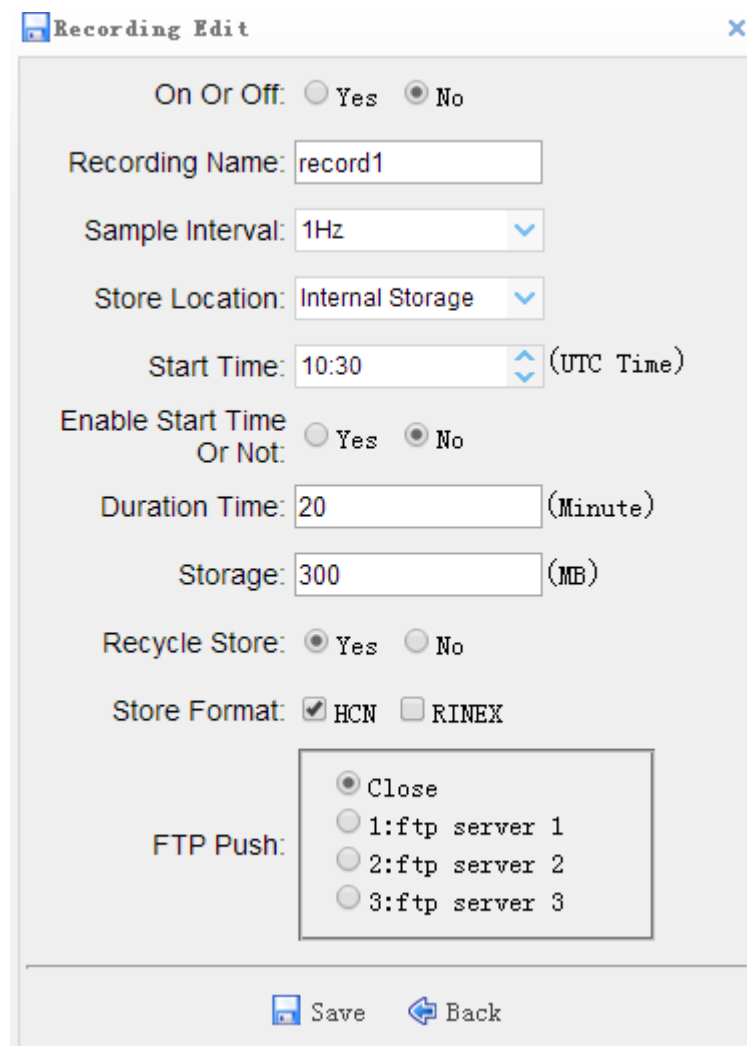 Recording Edit
On Or Off: Yes No
Recording Name: record1
Sample Interval: 1Hz
Store Location: Internal Storage
Start Time: 10:30 (UTC Time)
Enable Start Time
Or Not: Yes No
Duration Time: 20 (Minute)
Storage: 300 (MB)
Recycle Store: Yes No
Store Format: HCN RINEX
FTP Push:
Close
1:ftp server 1
2:ftp server 2
3:ftp server 3
Save Back